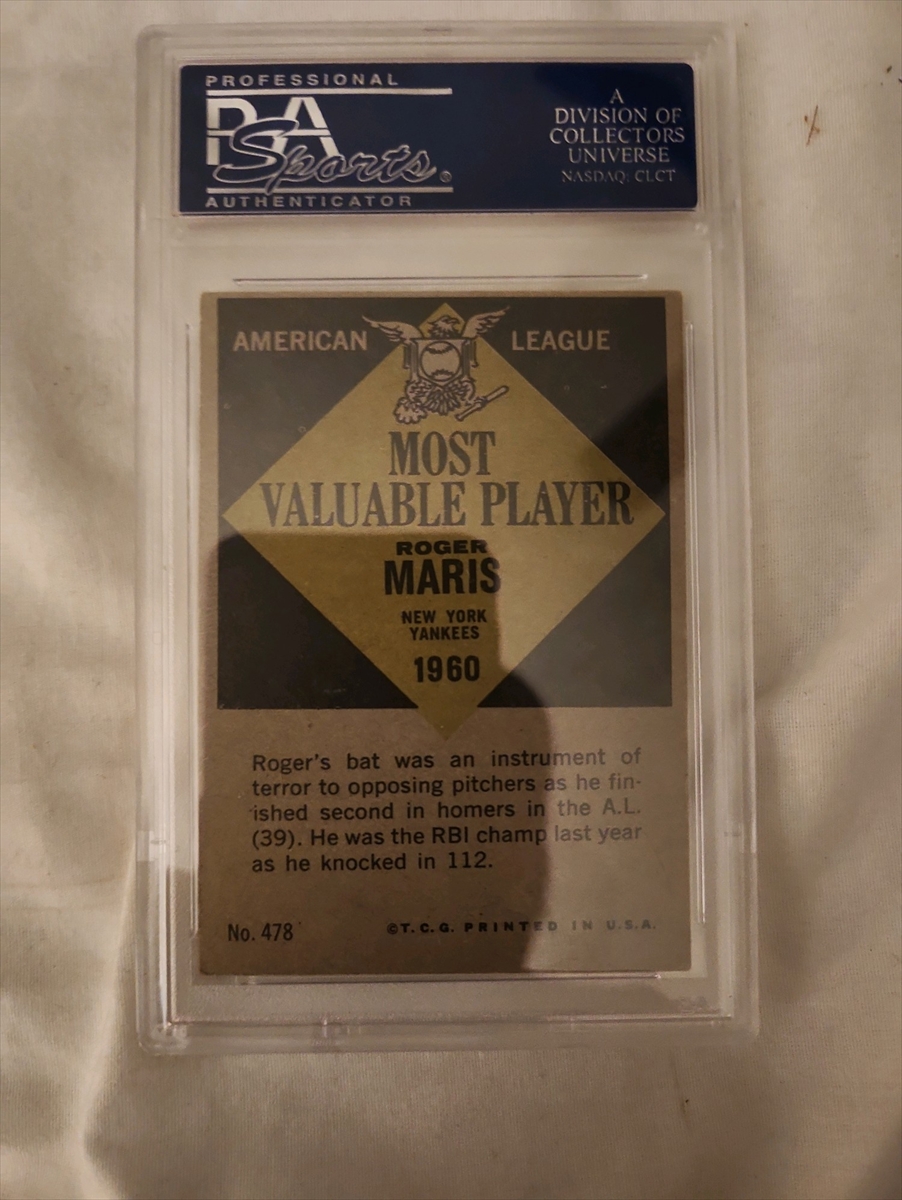 PROFESSIONAL
PSA
Sports®
AUTHENTICATOR
A
DIVISION OF
COLLECTORS
UNIVERSE
NASDAQ: CLCT
AMERICAN LEAGUE
MOST
VALUABLE PLAYER
ROGER
MARIS
NEW YORK
YANKEES
1960
Roger's bat was an instrument of
terror to opposing pitchers as he fin-
ished second in homers in the A.L.
(39). He was the RBI champ last year
as he knocked in 112.
No. 478 ©T.C.G. PRINTED IN U.S.A.